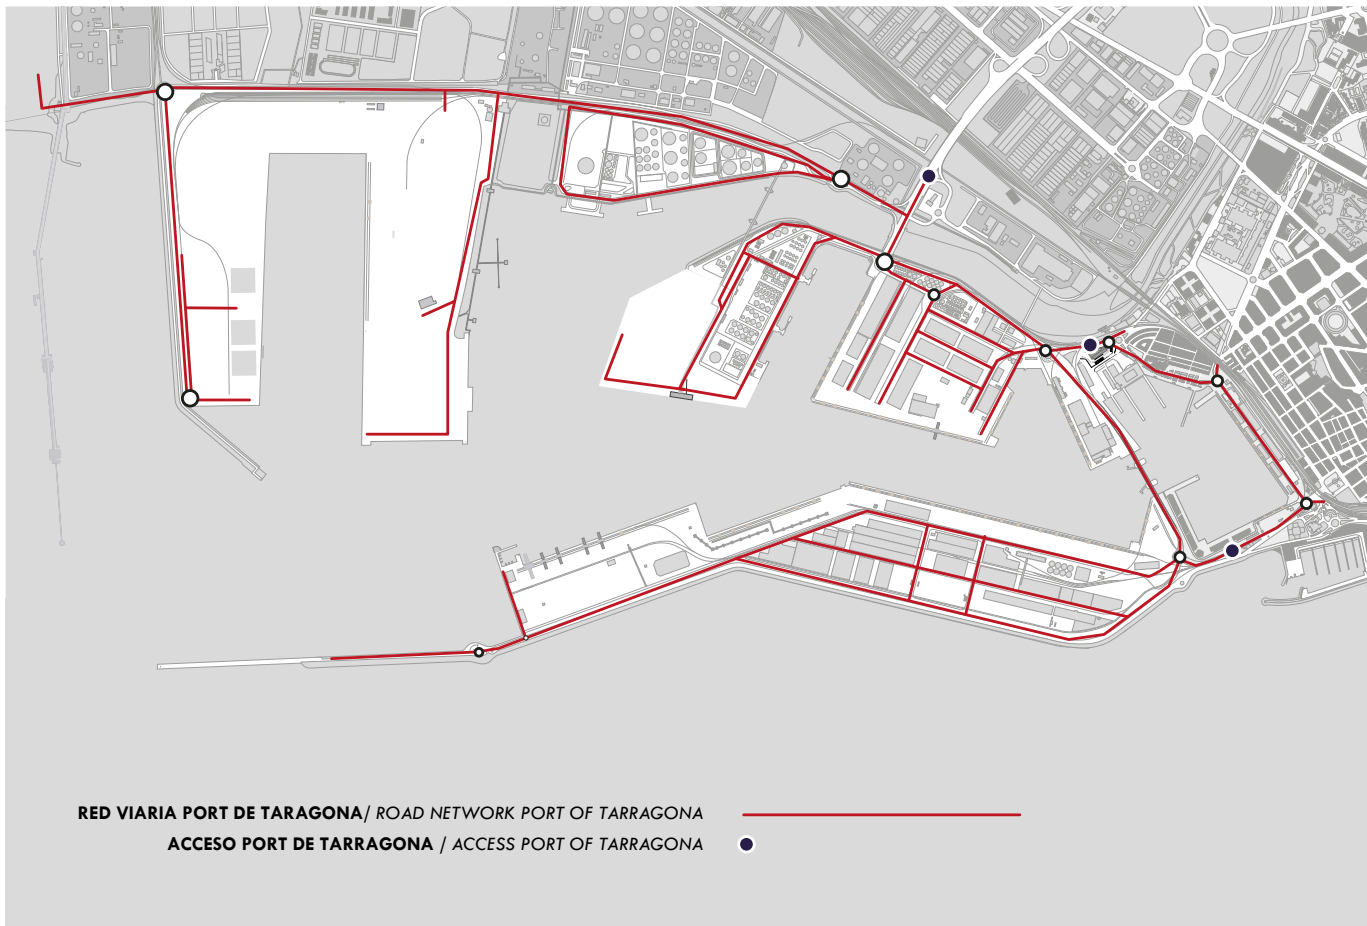 RED VIARIA PORT DE TARAGONA/ ROAD NETWORK PORT OF TARRAGONA
ACCESO PORT DE TARRAGONA / ACCESS PORT OF TARRAGONA